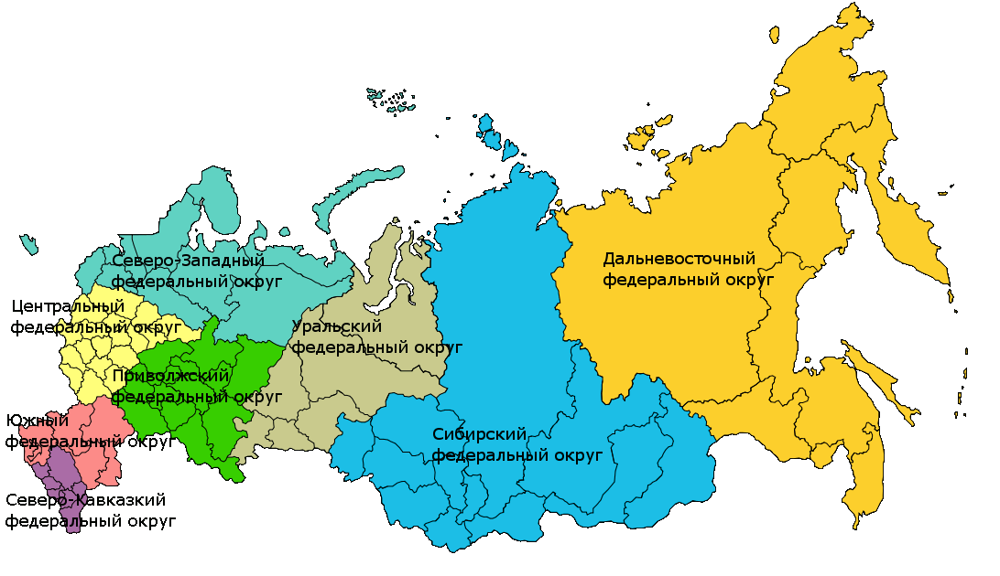 Северо-Западный
федеральный округ
Дальневосточный
федеральный округ
Центральный
федеральный округ
Уральский
федеральный округ
Приволжский
федеральный округ
Южный
федеральный округ
Сибирский
федеральный округ
Северо-Кавказкий
федеральный округ